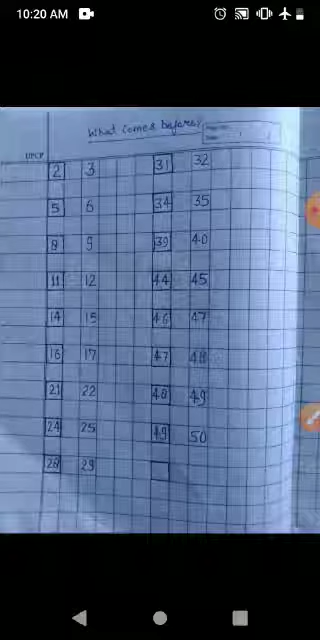 10:20 AM
What comes before?
2 3 31 32
5 6 34 35
8 9 39 40
11 12 44 45
14 15 46 47
16 17 47 48
21 22 48 49
24 25 49 50
28 29